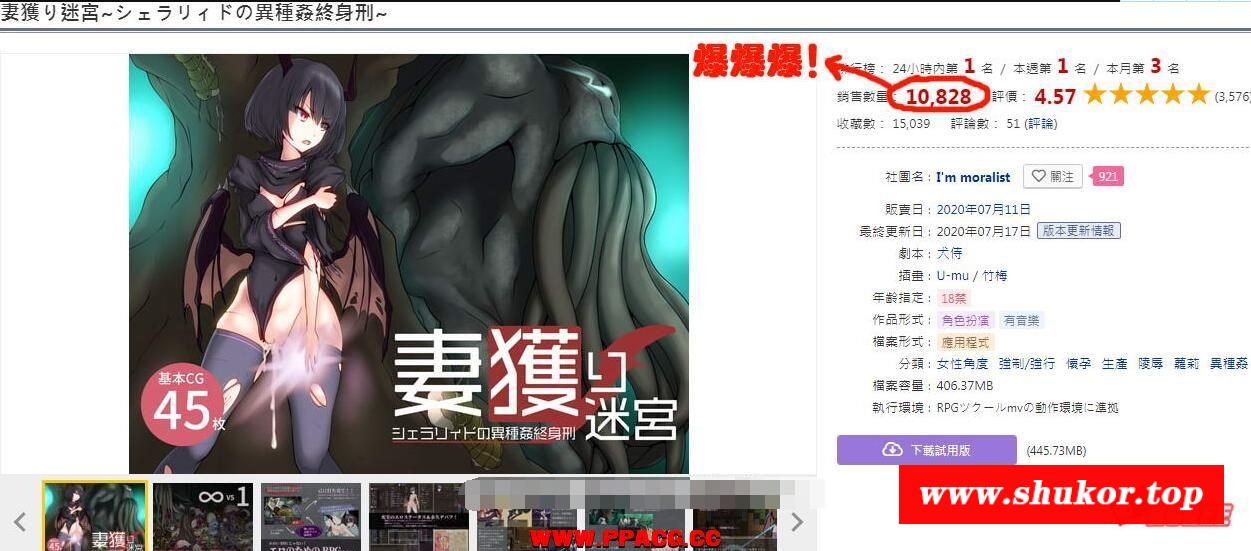 妻獲り迷宮~シェラリィドの異種姦終身刑~
爆爆爆!
24小時內第 1 名 / 本週第 1 名 / 本月第 3 名
銷售數量 10,828 評價： 4.57 (3,576
收藏數： 15,039 評論數： 51 (評論)
社團名： I'm moralist 關注 921
販賣日： 2020年07月11日
最終更新日： 2020年07月17日 版本更新情報
劇本： 犬侍
插畫： U-mu / 竹梅
年齡指定： 18禁
作品形式： 角色扮演 有音樂
檔案形式： 應用程式
分類： 女性角度 強制/強行 懷孕 生產 陵辱 蘿莉 異種姦
檔案容量： 406.37MB
執行環境： RPGツクールmvの動作環境に準拠
下載試用版 (445.73MB)
基本CG
45枚
妻獲り
迷宮
シェラリィドの異種姦終身刑
∞ vs 1
www.shukor.top
WWW.PPACG.CC